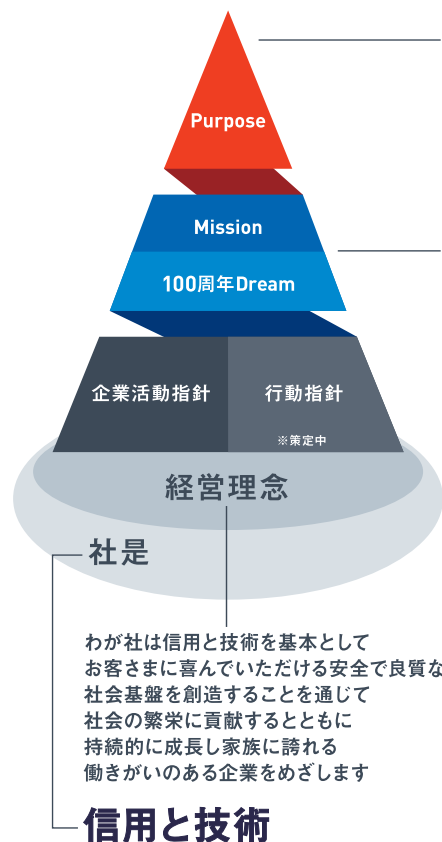 Purpose
Mission
100周年Dream
企業活動指針
行動指針
※策定中
経営理念
社是
わが社は信用と技術を基本として
お客さまに喜んでいただける安全で良質な
社会基盤を創造することを通じて
社会の繁栄に貢献するとともに
持続的に成長し家族に誇れる
働きがいのある企業をめざします
信用と技術